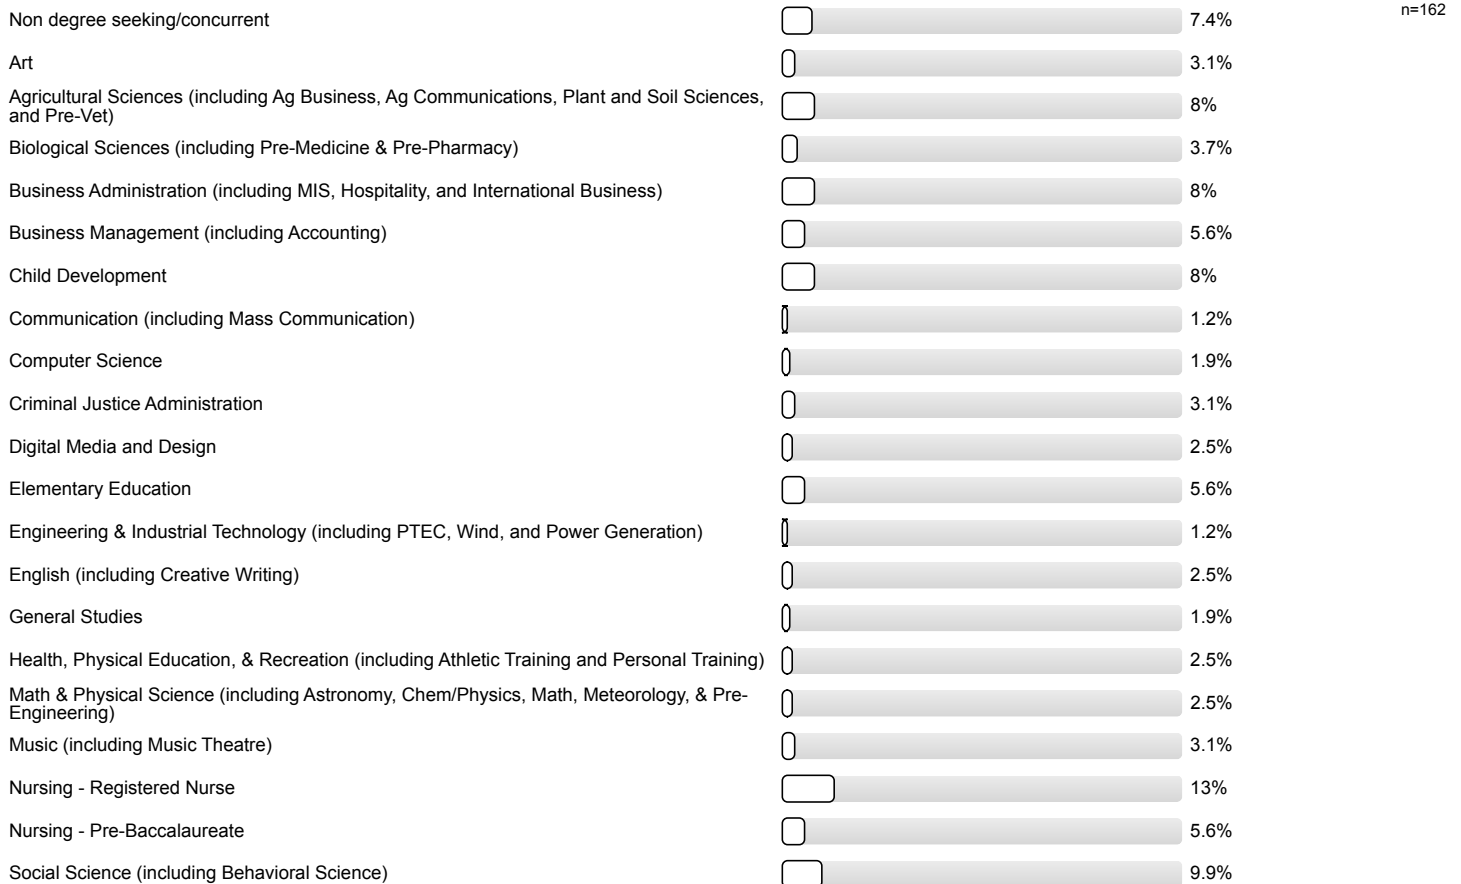 Non degree seeking/concurrent 7.4% n=162
Art 3.1%
Agricultural Sciences (including Ag Business, Ag Communications, Plant and Soil Sciences,
and Pre-Vet) 8%
Biological Sciences (including Pre-Medicine & Pre-Pharmacy) 3.7%
Business Administration (including MIS, Hospitality, and International Business) 8%
Business Management (including Accounting) 5.6%
Child Development 8%
Communication (including Mass Communication) 1.2%
Computer Science 1.9%
Criminal Justice Administration 3.1%
Digital Media and Design 2.5%
Elementary Education 5.6%
Engineering & Industrial Technology (including PTEC, Wind, and Power Generation) 1.2%
English (including Creative Writing) 2.5%
General Studies 1.9%
Health, Physical Education, & Recreation (including Athletic Training and Personal Training) 2.5%
Math & Physical Science (including Astronomy, Chem/Physics, Math, Meteorology, & Pre-
Engineering) 2.5%
Music (including Music Theatre) 3.1%
Nursing - Registered Nurse 13%
Nursing - Pre-Baccalaureate 5.6%
Social Science (including Behavioral Science) 9.9%